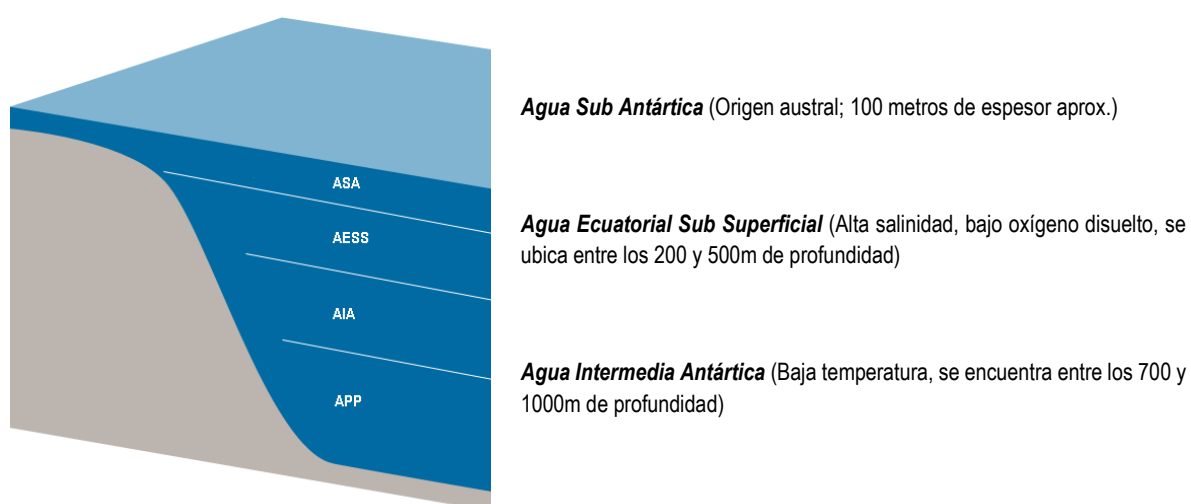 Agua Sub Antártica (Origen austral; 100 metros de espesor aprox.)
ASA
Agua Ecuatorial Sub Superficial (Alta salinidad, bajo oxígeno disuelto, se
ubica entre los 200 y 500m de profundidad)
AESS
AIA
Agua Intermedia Antártica (Baja temperatura, se encuentra entre los 700 y
1000m de profundidad)
APP